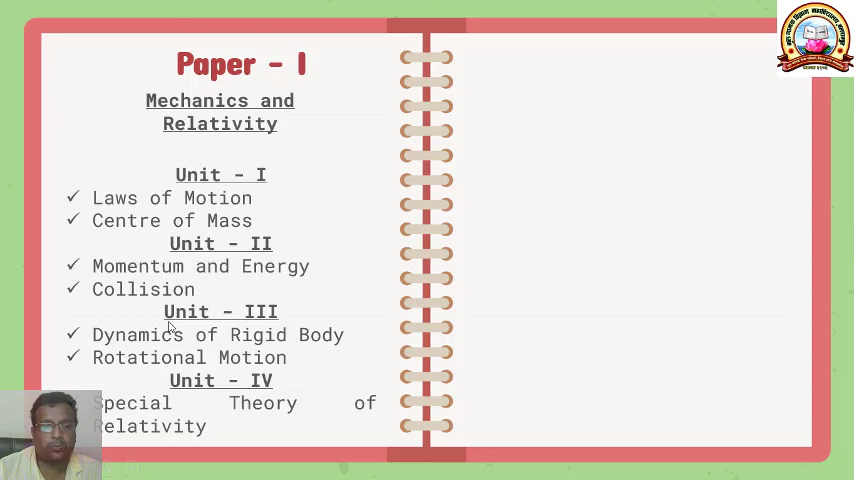 Paper - I
Mechanics and
Relativity
Unit - I
✓ Laws of Motion
✓ Centre of Mass
Unit - II
✓ Momentum and Energy
✓ Collision
Unit - III
✓ Dynamics of Rigid Body
✓ Rotational Motion
Unit - IV
Special Theory of
Relativity